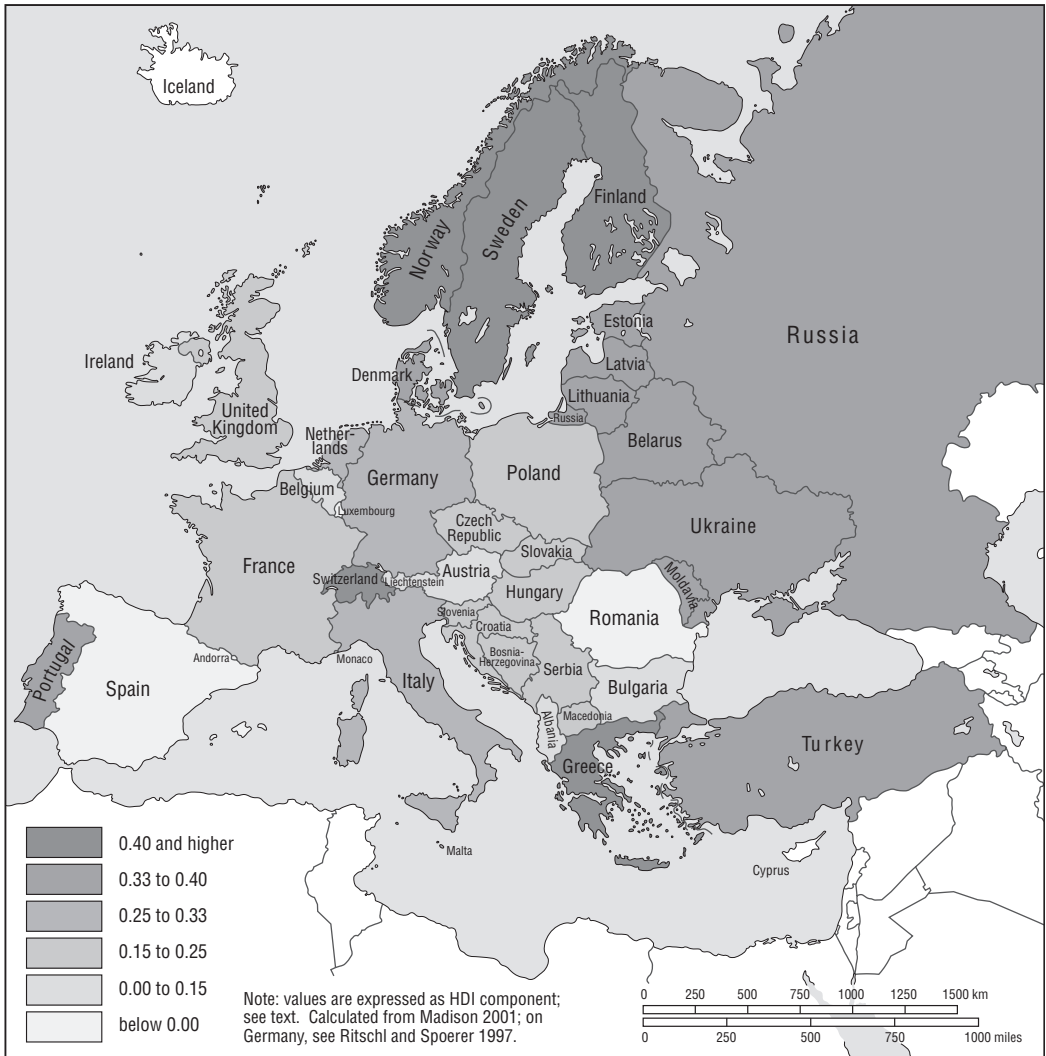 Iceland
Norway
Sweden
Finland
Russia
Estonia
Latvia
Lithuania
Russia
Belarus
Denmark
Ireland
United
Kingdom
Nether-
lands
Belgium
Luxembourg
Germany
Poland
Czech
Republic
Slovakia
Ukraine
Moldavia
France
Switzerland
Liechtenstein
Austria
Hungary
Romania
Slovenia
Croatia
Bosnia-
Herzegovina
Serbia
Bulgaria
Macedonia
Albania
Greece
Turkey
Portugal
Spain
Andorra
Monaco
Italy
Malta
Cyprus
0.40 and higher
0.33 to 0.40
0.25 to 0.33
0.15 to 0.25
0.00 to 0.15
below 0.00
Note: values are expressed as HDI component;
see text. Calculated from Madison 2001; on
Germany, see Ritschl and Spoerer 1997.
0 250 500 750 1000 1250 1500 km
0 250 500 750 1000 miles